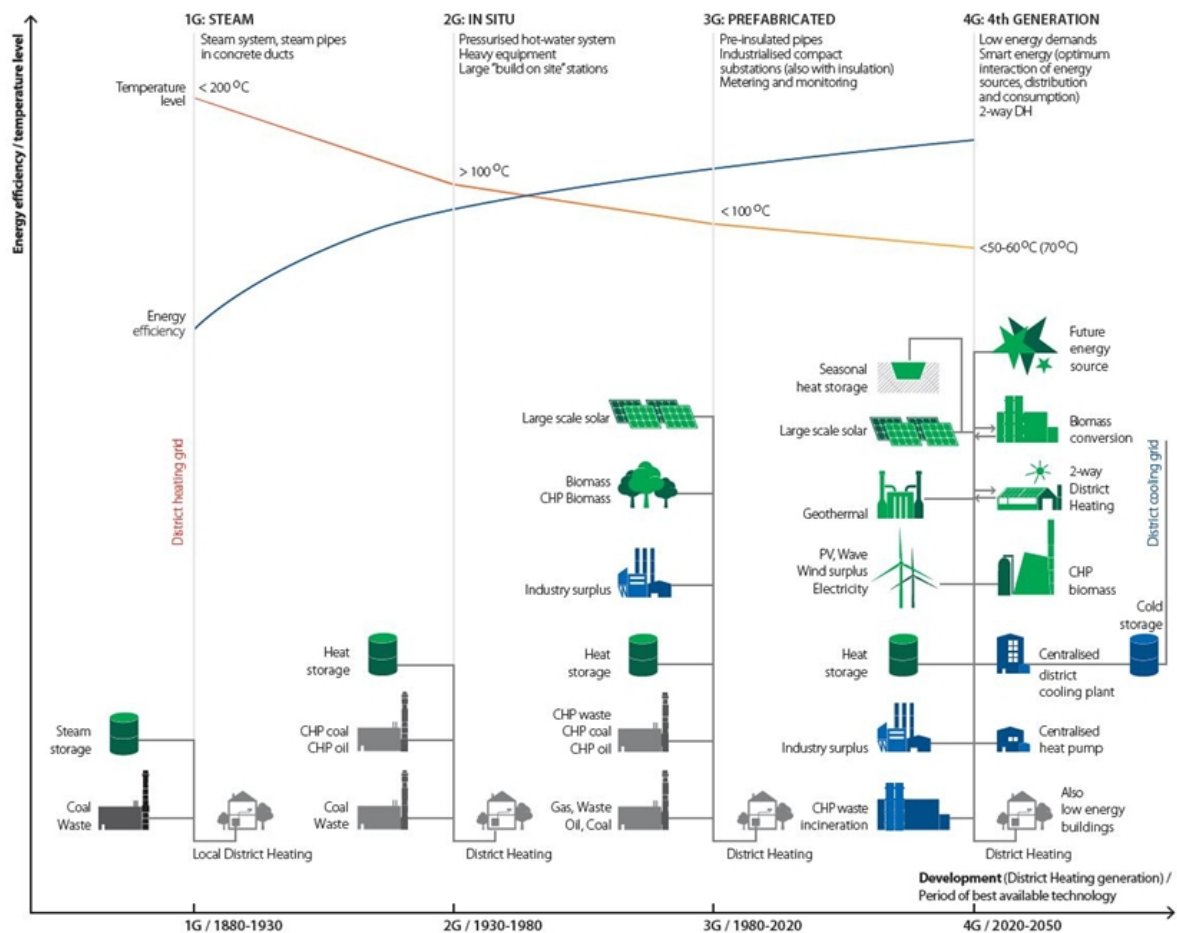 1G: STEAM
Steam system, steam pipes
in concrete ducts
2G: IN SITU
Pressurised hot-water system
Heavy equipment
Large "build on site" stations
3G: PREFABRICATED
Pre-insulated pipes
Industrialised compact
substations (also with insulation)
Metering and monitoring
4G: 4th GENERATION
Low energy demands
Smart energy (optimum
interaction of energy
sources, distribution
and consumption)
2-way DH
Energy efficiency / temperature level
Temperature
level
< 200 °C
> 100 °C
< 100 °C
<50-60°C (70°C)
Energy
efficiency
District heating grid
Steam
storage
Coal
Waste
Local District Heating
Heat
storage
CHP coal
CHP oil
Coal
Waste
District Heating
Large scale solar
Biomass
CHP Biomass
Industry surplus
Heat
storage
CHP waste
CHP coal
CHP oil
Gas, Waste
Oil, Coal
District Heating
Seasonal
heat storage
Large scale solar
Geothermal
PV, Wave
Wind surplus
Electricity
Heat
storage
Industry surplus
CHP waste
incineration
Future
energy
source
Biomass
conversion
2-way
District
Heating
CHP
biomass
Centralised
district
cooling plant
Centralised
heat pump
Also
low energy
buildings
District Heating
Cold
storage
District cooling grid
Development (District Heating generation) /
Period of best available technology
1G / 1880-1930
2G / 1930-1980
3G / 1980-2020
4G / 2020-2050